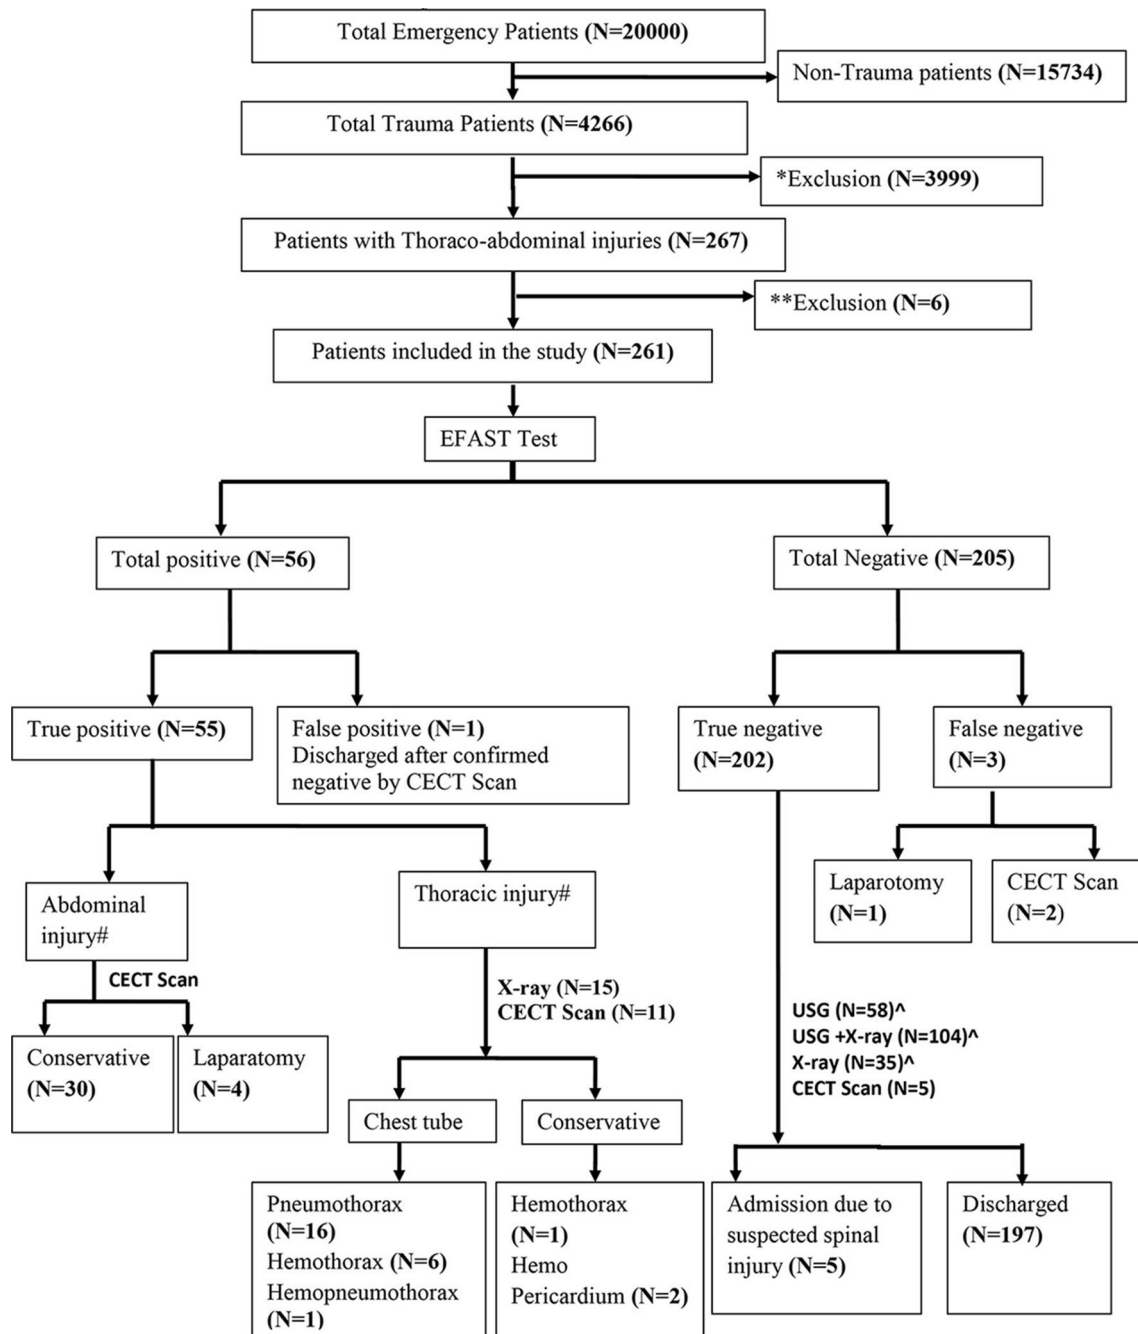 Total Emergency Patients (N=20000)
Non-Trauma patients (N=15734)
Total Trauma Patients (N=4266)
*Exclusion (N=3999)
Patients with Thoraco-abdominal injuries (N=267)
**Exclusion (N=6)
Patients included in the study (N=261)
EFAST Test
Total positive (N=56)
Total Negative (N=205)
True positive (N=55)
False positive (N=1)
Discharged after confirmed
negative by CECT Scan
True negative
(N=202)
False negative
(N=3)
Laparotomy
(N=1)
CECT Scan
(N=2)
Abdominal
injury#
Thoracic injury#
CECT Scan
X-ray (N=15)
CECT Scan (N=11)
USG (N=58)^
USG +X-ray (N=104)^
X-ray (N=35)^
CECT Scan (N=5)
Conservative
(N=30)
Laparatomy
(N=4)
Chest tube
Conservative
Pneumothorax
(N=16)
Hemothorax (N=6)
Hemopneumothorax
(N=1)
Hemothorax
(N=1)
Hemo
Pericardium (N=2)
Admission due to
suspected spinal
injury (N=5)
Discharged
(N=197)